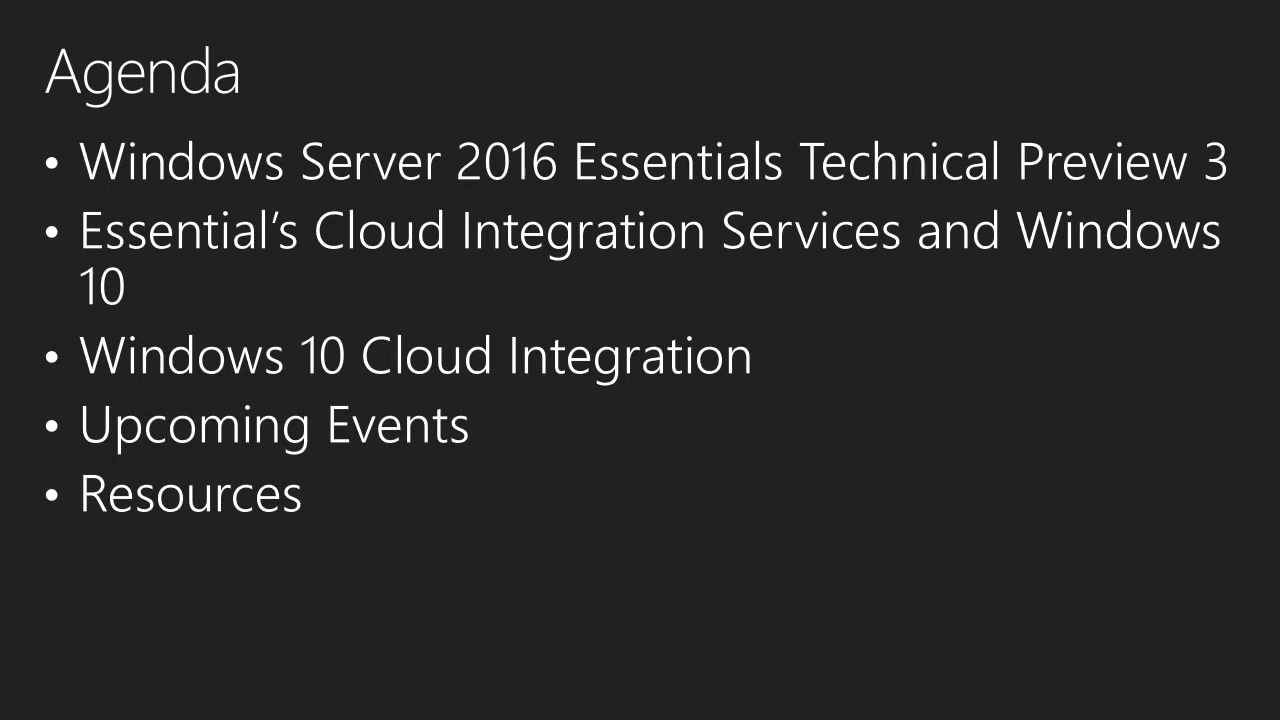 Agenda
• Windows Server 2016 Essentials Technical Preview 3
• Essential’s Cloud Integration Services and Windows
10
• Windows 10 Cloud Integration
• Upcoming Events
• Resources